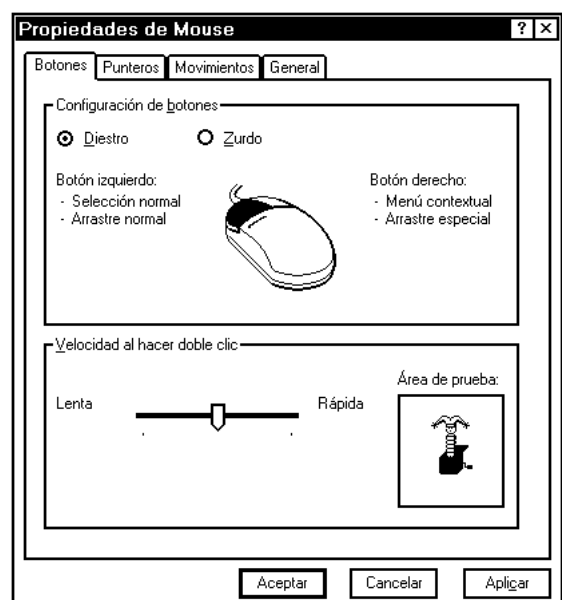 Propiedades de Mouse ? ×
Botones Punteros Movimientos General
Configuración de botones
Diestro Zurdo
Botón izquierdo:
- Selección normal
- Arrastre normal
Botón derecho:
- Menú contextual
- Arrastre especial
Velocidad al hacer doble clic
Área de prueba:
Lenta Rápida
Aceptar Cancelar Aplicar